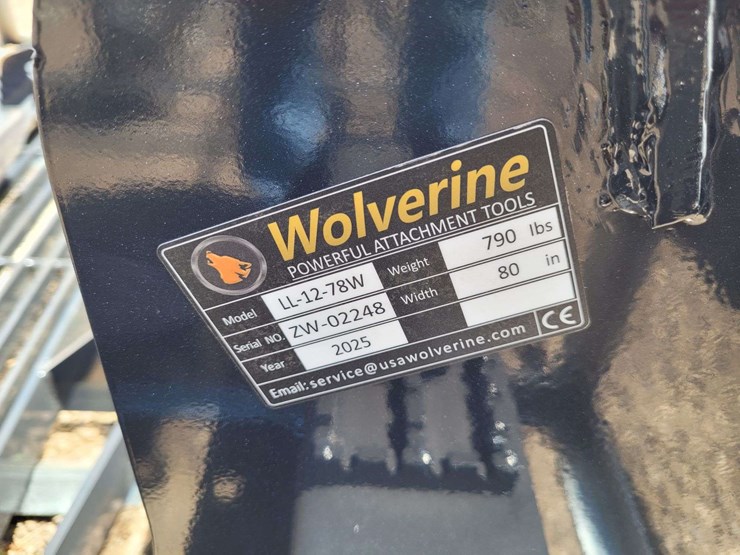 Wolverine
POWERFUL ATTACHMENT TOOLS
Model LL-12-78W Weight 790 lbs
Serial NO. ZW-02248 Width 80 in
Year 2025
Email: service@usawolverine.com CE